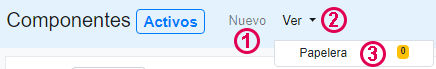 Componentes Activos Nuevo Ver 2
1
Papelera 3 0